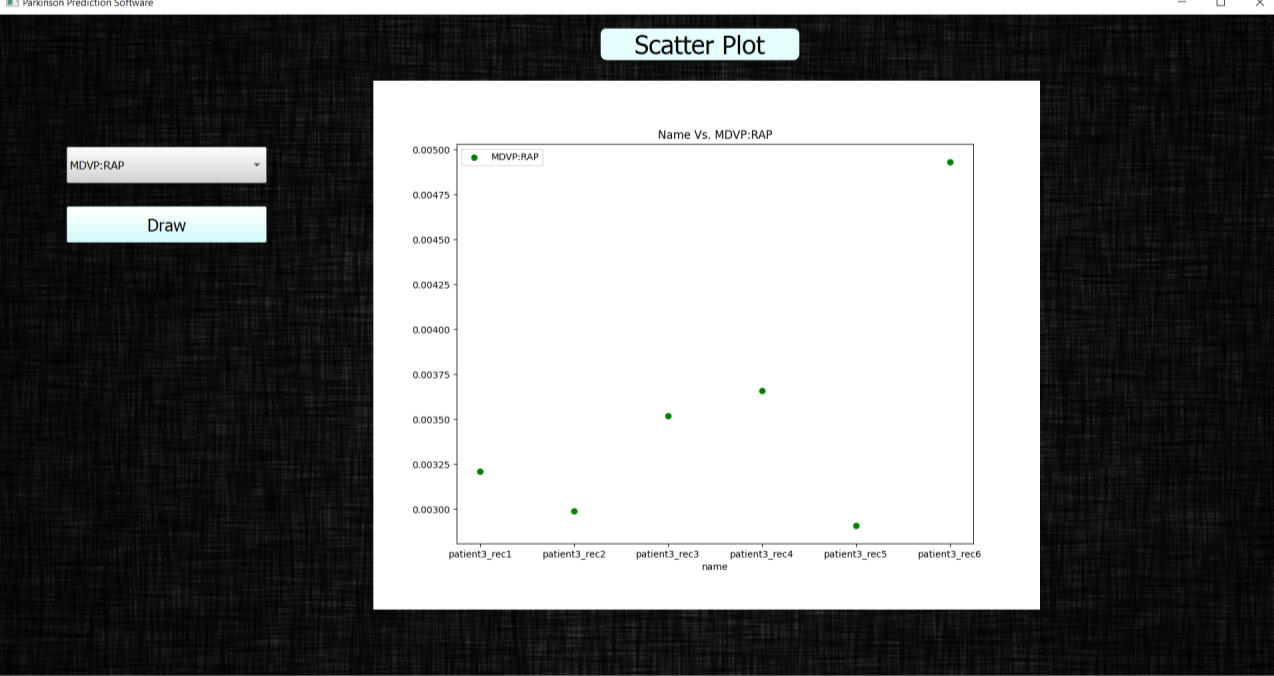 Parkinson Prediction Software
Scatter Plot
MDVP:RAP
Draw
Name Vs. MDVP:RAP
MDVP:RAP
0.00500
0.00475
0.00450
0.00425
0.00400
0.00375
0.00350
0.00325
0.00300
patient3_rec1 patient3_rec2 patient3_rec3 patient3_rec4 patient3_rec5 patient3_rec6
name